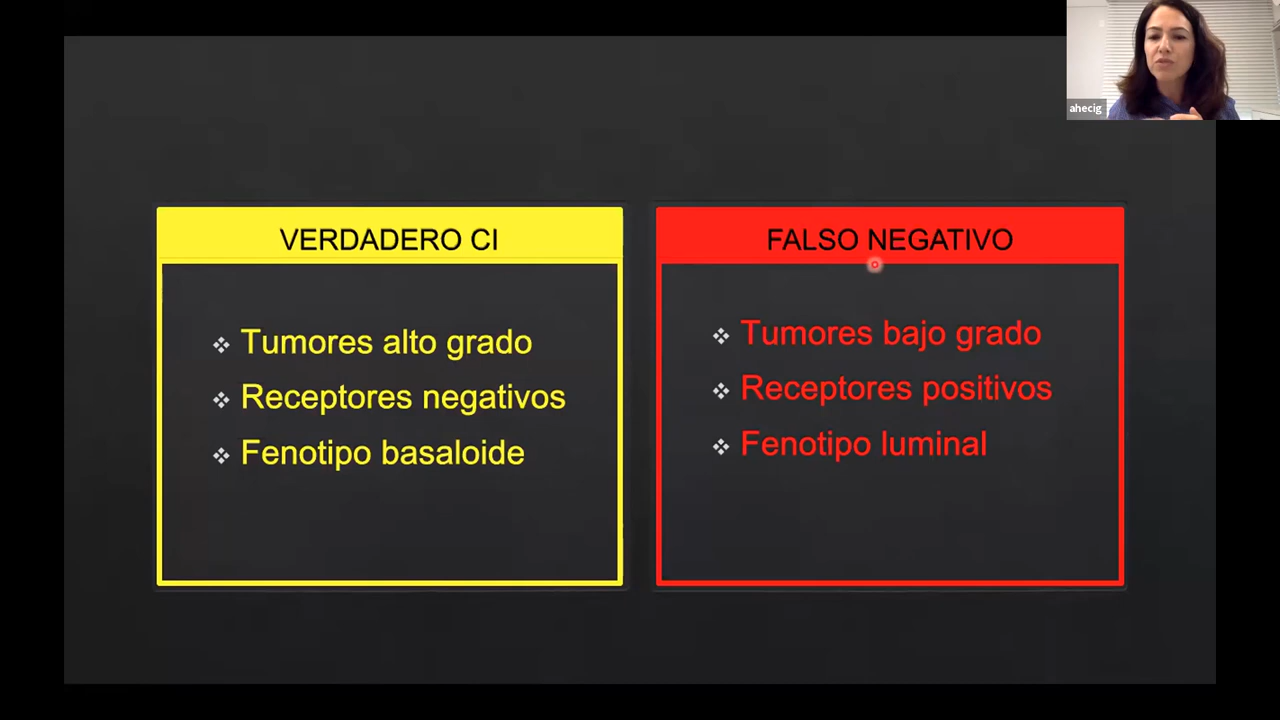 ahecig
VERDADERO CI
Tumores alto grado
Receptores negativos
Fenotipo basaloide
FALSO NEGATIVO
Tumores bajo grado
Receptores positivos
Fenotipo luminal